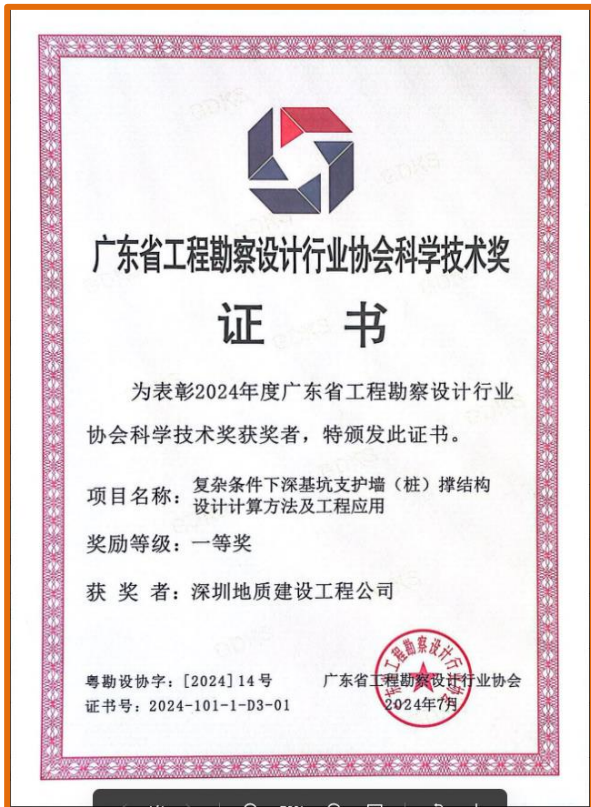 广东省工程勘察设计行业协会科学技术奖
证 书
为表彰2024年度广东省工程勘察设计行业
协会科学技术奖获奖者，特颁发此证书。
项目名称：复杂条件下深基坑支护墙（桩）撑结构
设计计算方法及工程应用
奖励等级：一等奖
获 奖 者：深圳地质建设工程公司
粤勘设协字：[2024]14号
广东省工程勘察设计行业协会
证书号：2024-101-1-D3-01
2024年7月